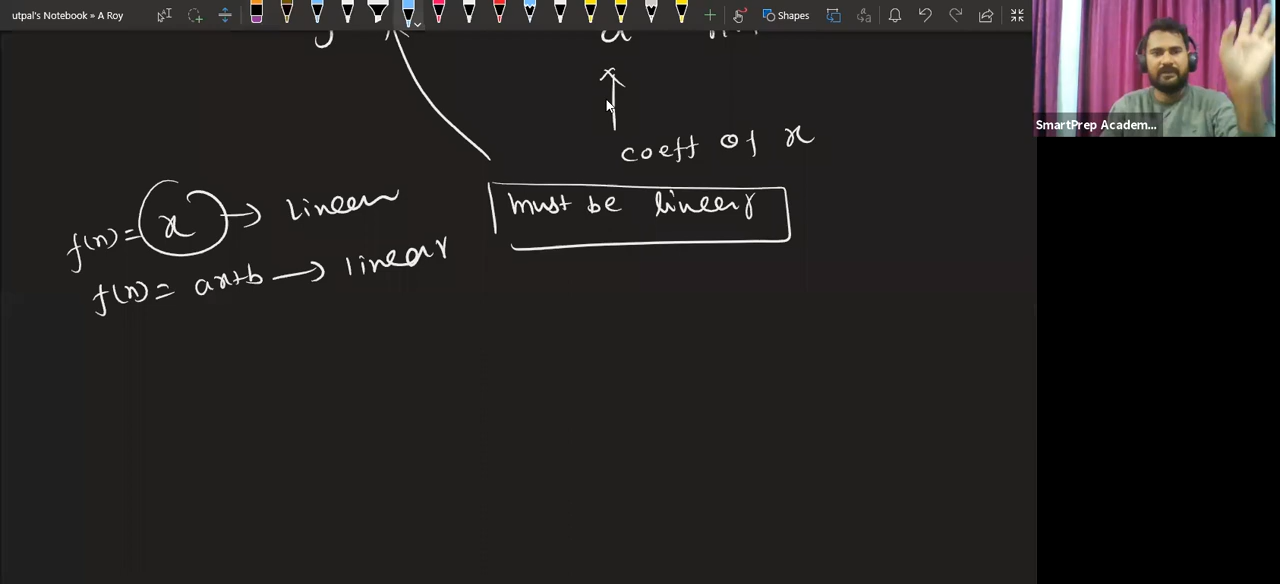 utpal's Notebook » A Roy
Shapes
SmartPrep Academ...
coeff of x
must be linear
f(x) = x → linear
f(x) = ax+b → linear